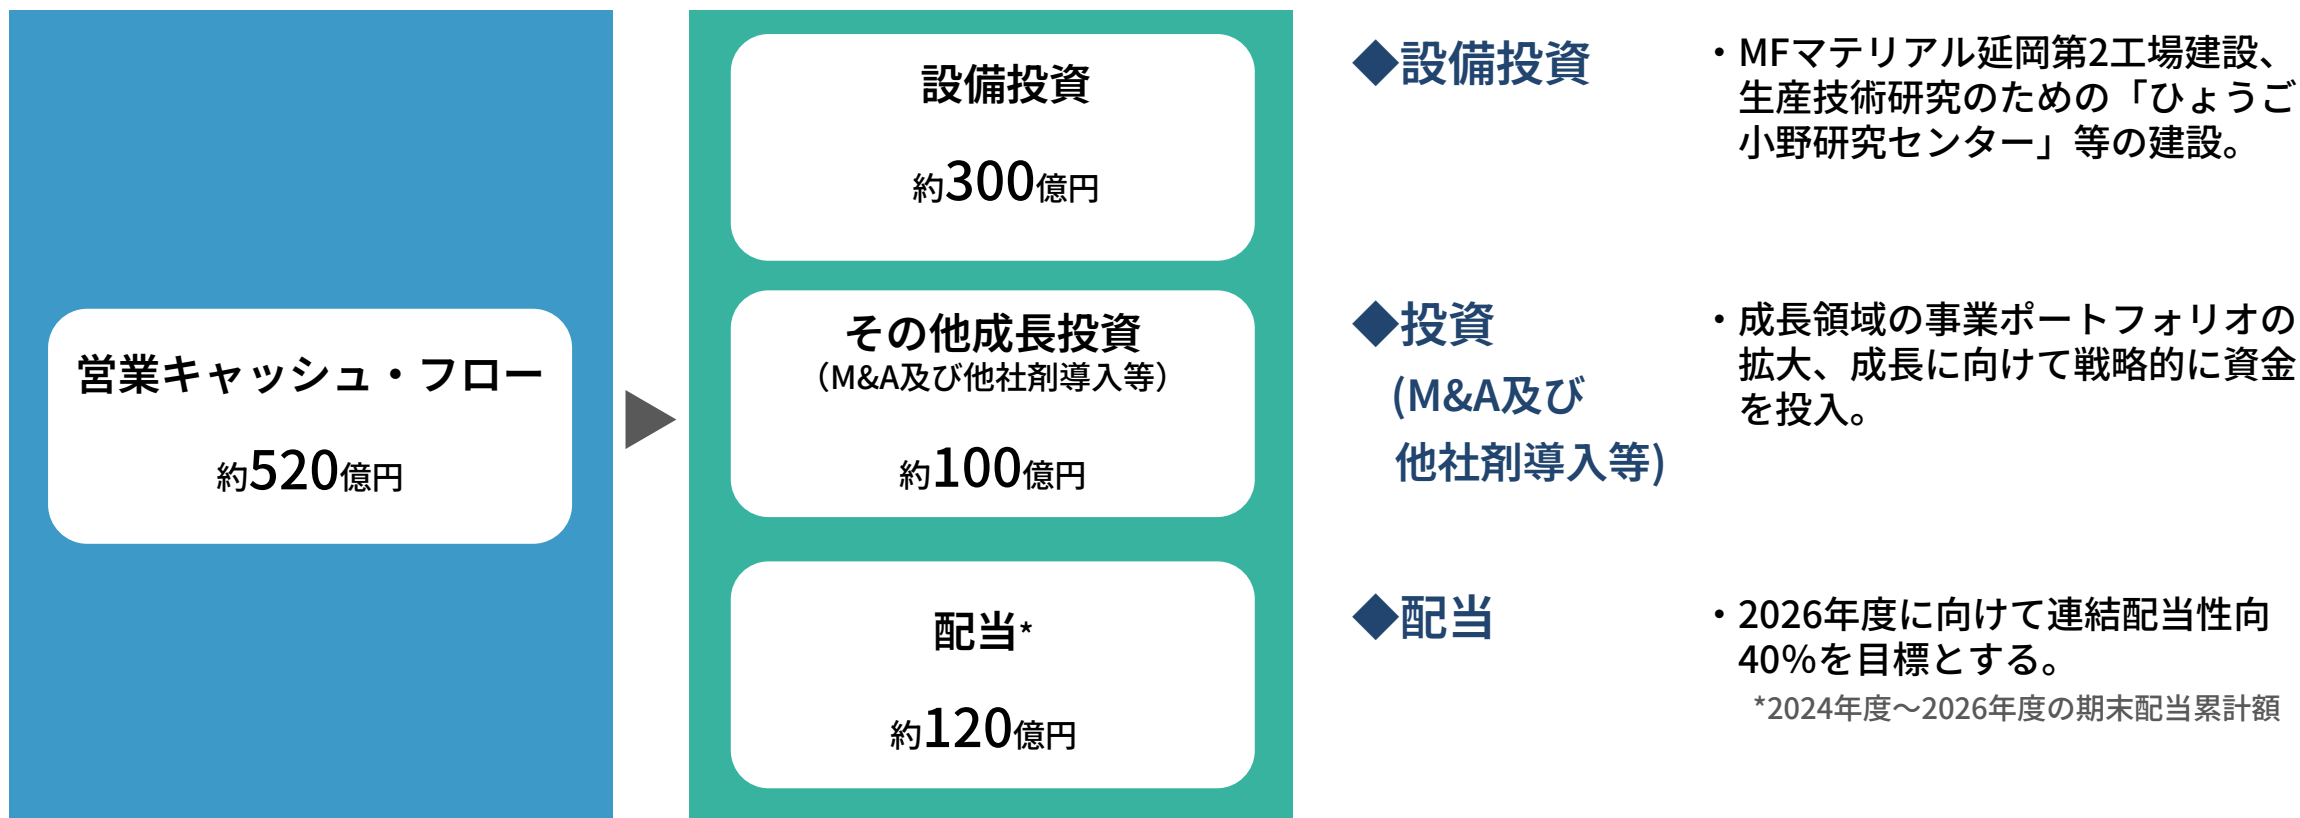 営業キャッシュ・フロー
約520億円
設備投資
約300億円
その他成長投資
（M&A及び他社剤導入等）
約100億円
配当*
約120億円
◆設備投資
・MFマテリアル延岡第2工場建設、
生産技術研究のための「ひょうご
小野研究センター」等の建設。
◆投資
(M&A及び
他社剤導入等)
・成長領域の事業ポートフォリオの
拡大、成長に向けて戦略的に資金
を投入。
◆配当
・2026年度に向けて連結配当性向
40%を目標とする。
*2024年度～2026年度の期末配当累計額